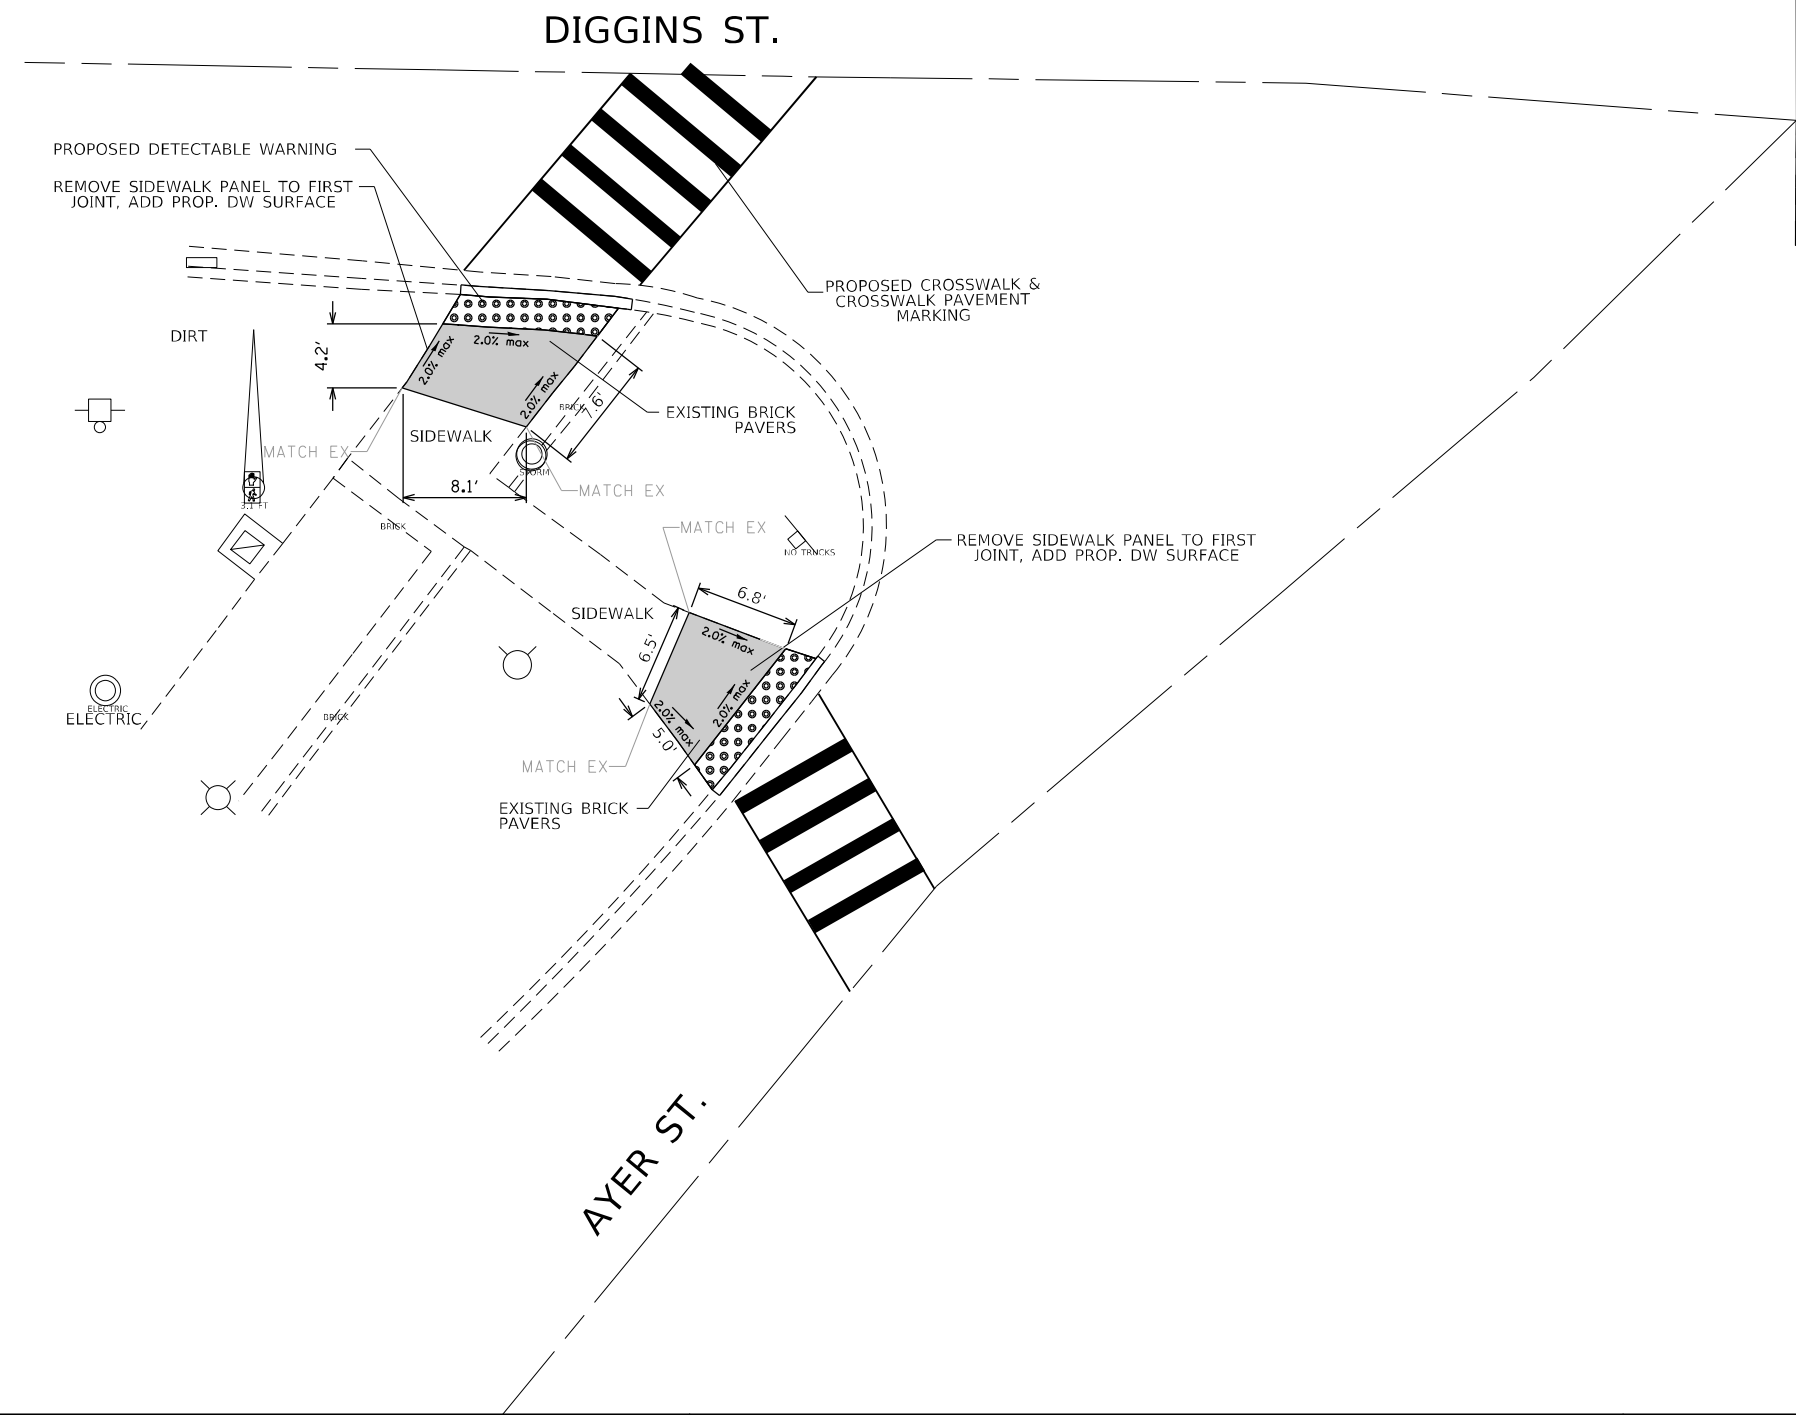 DIGGINS ST.
PROPOSED DETECTABLE WARNING
REMOVE SIDEWALK PANEL TO FIRST
JOINT, ADD PROP. DW SURFACE
PROPOSED CROSSWALK &
CROSSWALK PAVEMENT
MARKING
DIRT
4.2'
2.0% max
2.0% max
2.0% max
BRICK
7.6'
EXISTING BRICK
PAVERS
SIDEWALK
MATCH EX
STORM
8.1'
MATCH EX
3.1 FT
BRICK
MATCH EX
NO TRUCKS
REMOVE SIDEWALK PANEL TO FIRST
JOINT, ADD PROP. DW SURFACE
6.8'
SIDEWALK
6.5'
2.0% max
2.0% max
2.0% max
5.0'
ELECTRIC
ELECTRIC
BRICK
MATCH EX
EXISTING BRICK
PAVERS
AYER ST.